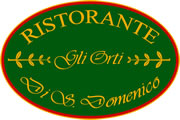 RISTORANTE
Gli Orti
Di S. Domenico